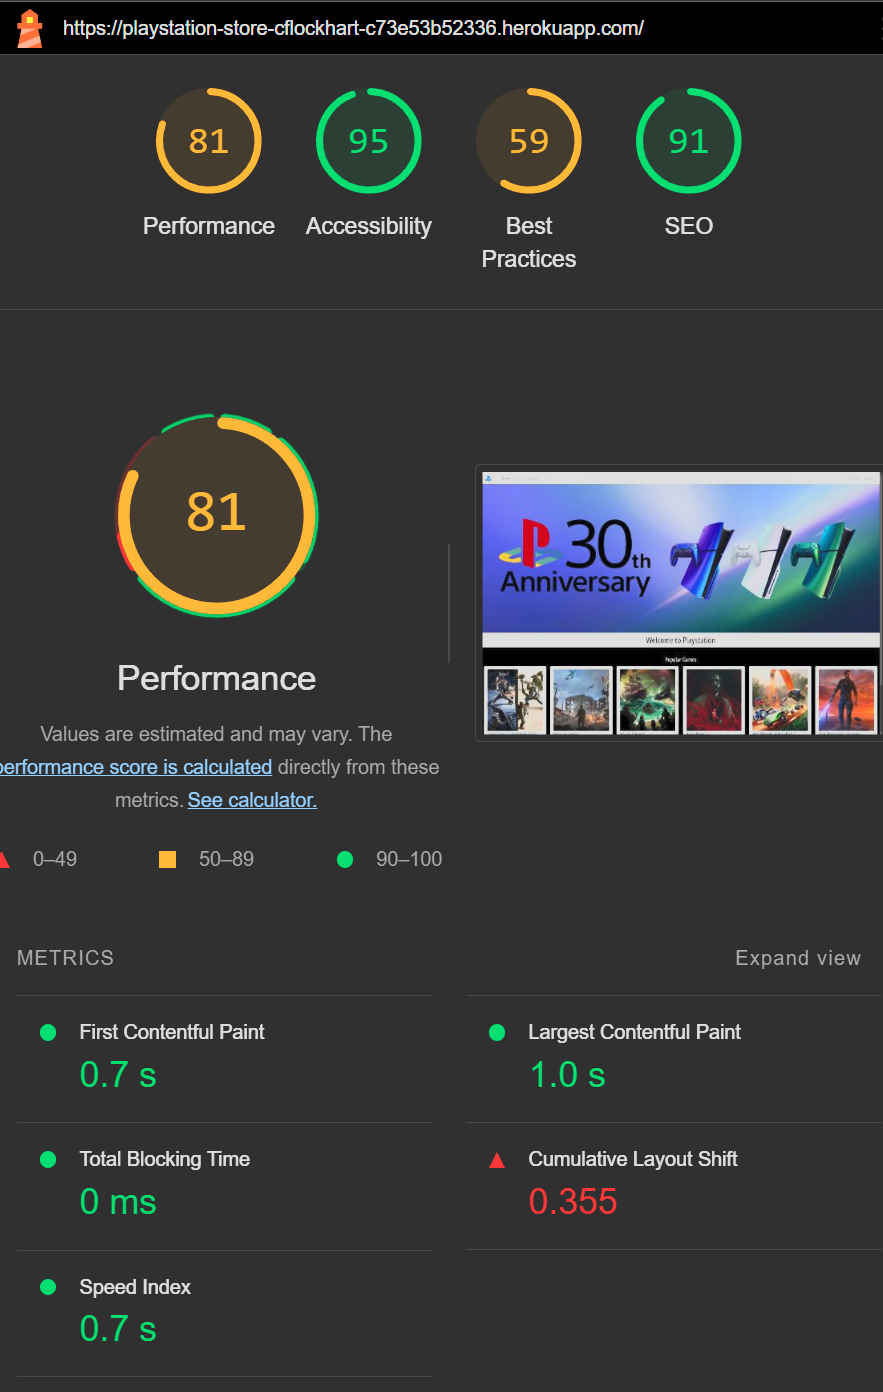 https://playstation-store-cflockhart-c73e53b52336.herokuapp.com/
81
95
59
91
Performance
Accessibility
Best
Practices
SEO
81
Performance
Values are estimated and may vary. The
performance score is calculated directly from these
metrics. See calculator.
0–49
50–89
90–100
30th
Anniversary
Welcome to Playstation
Popular Games
METRICS
Expand view
First Contentful Paint
0.7 s
Largest Contentful Paint
1.0 s
Total Blocking Time
0 ms
Cumulative Layout Shift
0.355
Speed Index
0.7 s